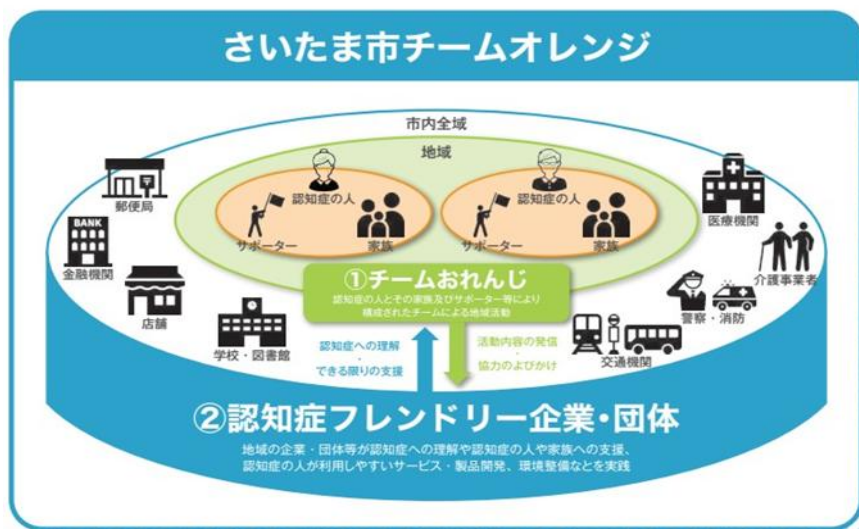 さいたま市チームオレンジ
市内全域
地域
認知症の人
サポーター
家族
認知症の人
サポーター
家族
郵便局
BANK
金融機関
店舗
学校・図書館
医療機関
介護事業者
警察・消防
交通機関
①チームおれんじ
認知症の人とその家族及びサポーター等により
構成されたチームによる地域活動
認知症への理解
・
できる限りの支援
活動内容の発信
・
協力のよびかけ
②認知症フレンドリー企業・団体
地域の企業・団体等が認知症への理解や認知症の人や家族への支援、
認知症の人が利用しやすいサービス・製品開発、環境整備などを実践